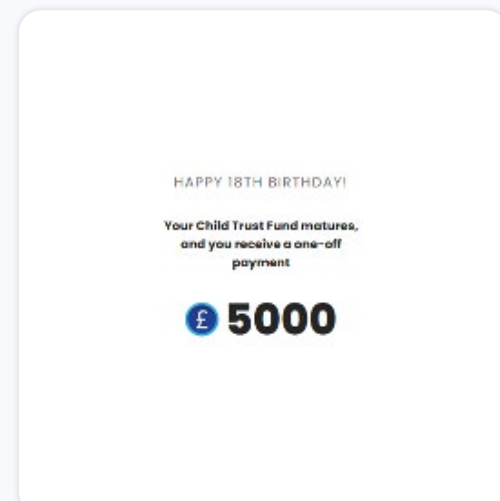 HAPPY 18TH BIRTHDAY!
Your Child Trust Fund matures,
and you receive a one-off
payment
£ 5000